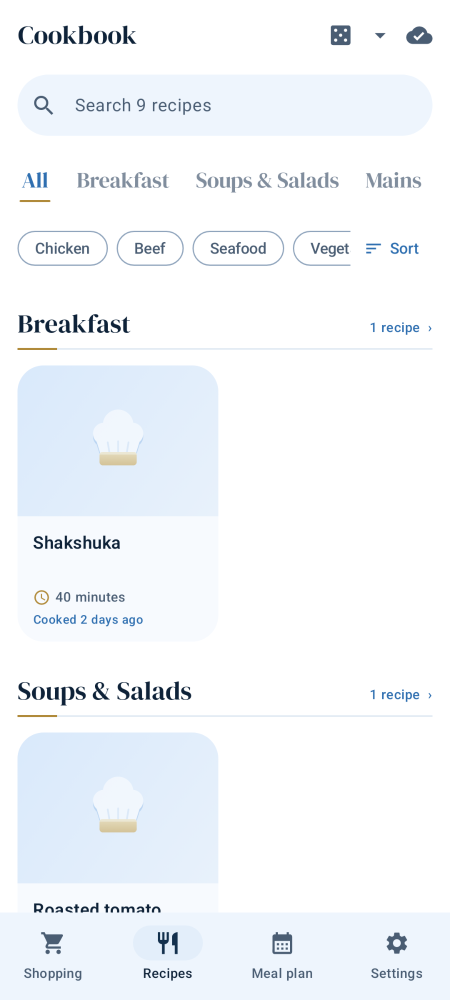 Cookbook
Search 9 recipes
All Breakfast Soups & Salads Mains
Chicken Beef Seafood Veget Sort
Breakfast 1 recipe ›
Shakshuka
40 minutes
Cooked 2 days ago
Soups & Salads 1 recipe ›
Roasted tomato
Shopping Recipes Meal plan Settings